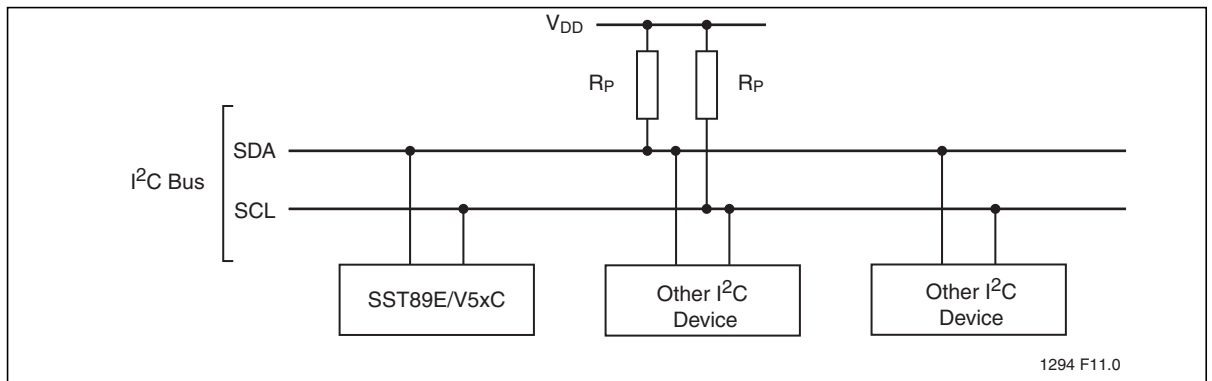 VDD
RP RP
SDA
I2C Bus
SCL
SST89E/V5xC
Other I2C
Device
Other I2C
Device
1294 F11.0